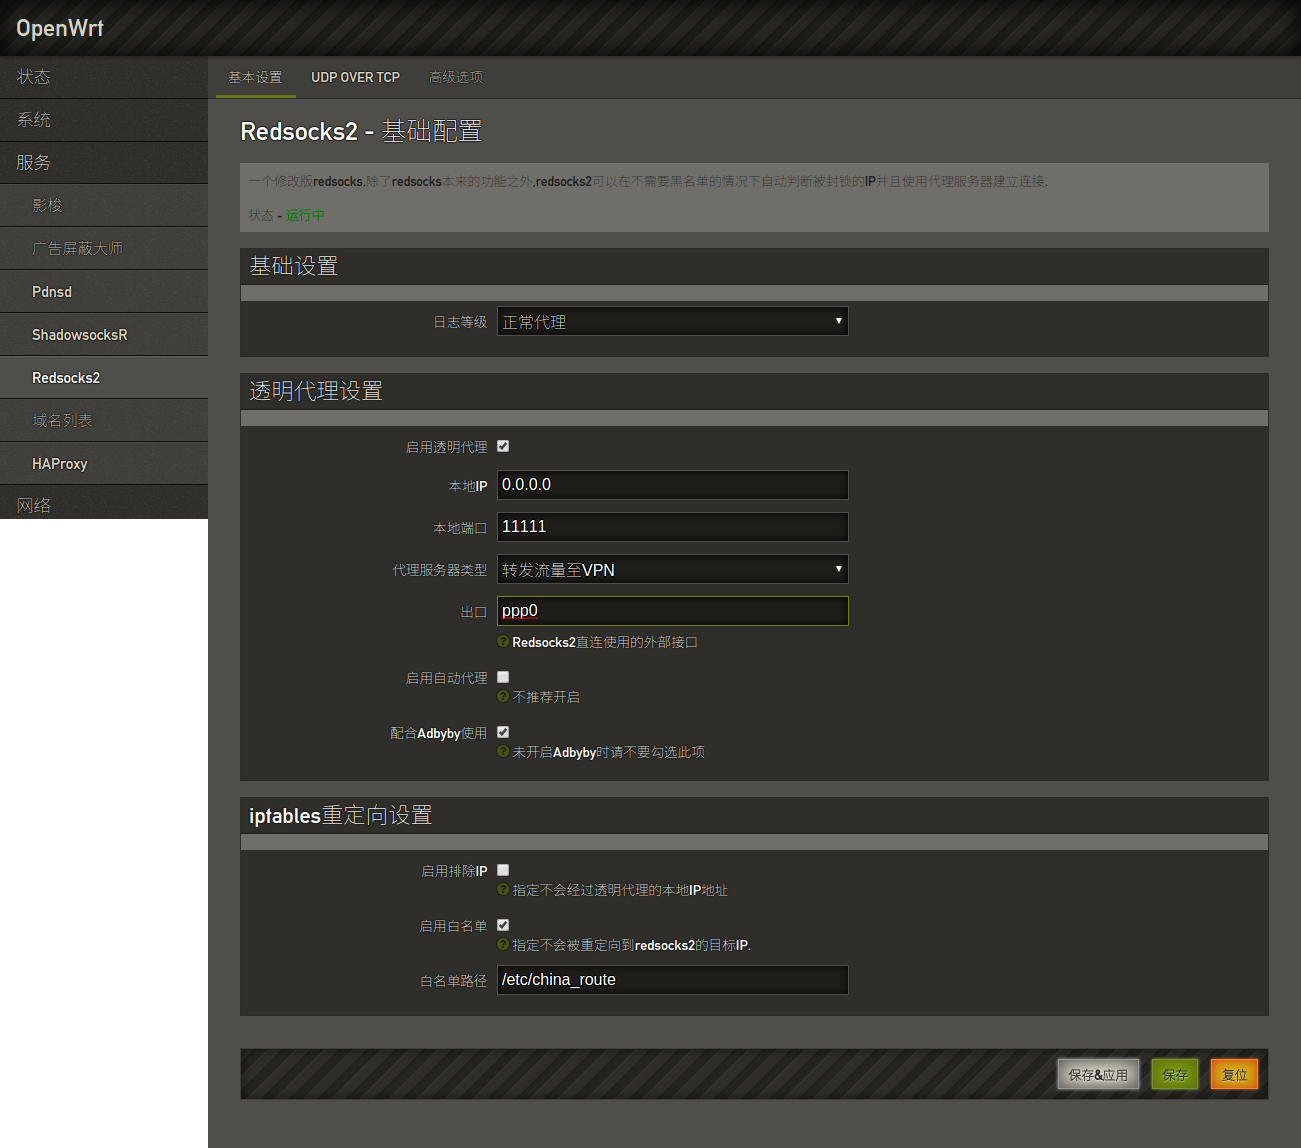 OpenWrt
状态
系统
服务
影梭
广告屏蔽大师
Pdnsd
ShadowsocksR
Redsocks2
域名列表
HAProxy
网络
基本设置 UDP OVER TCP 高级选项
Redsocks2 - 基础配置
一个修改版redsocks.除了redsocks本来的功能之外,redsocks2可以在不需要黑名单的情况下自动判断被封锁的IP并且使用代理服务器建立连接.
状态 - 运行中
基础设置
日志等级 正常代理
透明代理设置
启用透明代理
本地IP 0.0.0.0
本地端口 11111
代理服务器类型 转发流量至VPN
出口 ppp0
Redsocks2直连使用的外部接口
启用自动代理
不推荐开启
配合Adbyby使用
未开启Adbyby时请不要勾选此项
iptables重定向设置
启用排除IP
指定不会经过透明代理的本地IP地址
启用白名单
指定不会被重定向到redsocks2的目标IP.
白名单路径 /etc/china_route
保存&应用 保存 复位